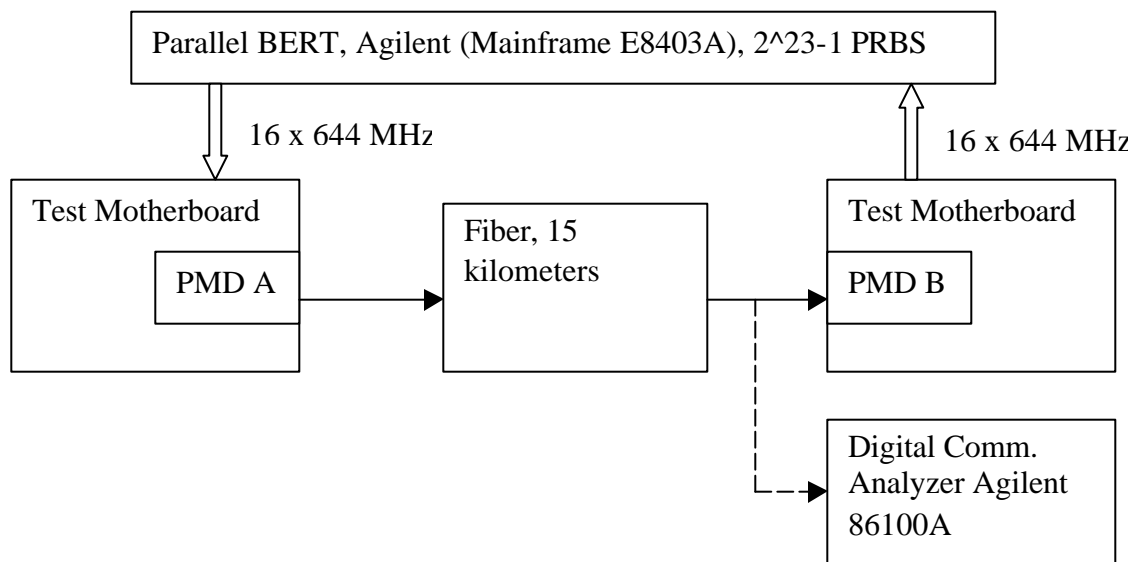 Parallel BERT, Agilent (Mainframe E8403A), 2^23-1 PRBS
16 x 644 MHz
16 x 644 MHz
Test Motherboard
PMD A
Fiber, 15
kilometers
Test Motherboard
PMD B
Digital Comm.
Analyzer Agilent
86100A